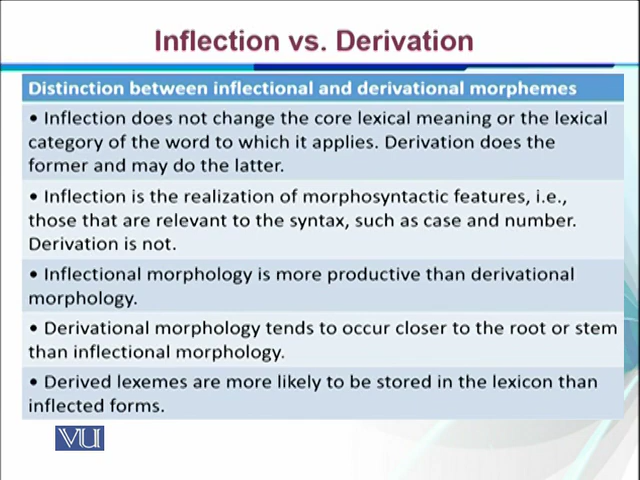 Inflection vs. Derivation
Distinction between inflectional and derivational morphemes
• Inflection does not change the core lexical meaning or the lexical
category of the word to which it applies. Derivation does the
former and may do the latter.
• Inflection is the realization of morphosyntactic features, i.e.,
those that are relevant to the syntax, such as case and number.
Derivation is not.
• Inflectional morphology is more productive than derivational
morphology.
• Derivational morphology tends to occur closer to the root or stem
than inflectional morphology.
• Derived lexemes are more likely to be stored in the lexicon than
inflected forms.
VU